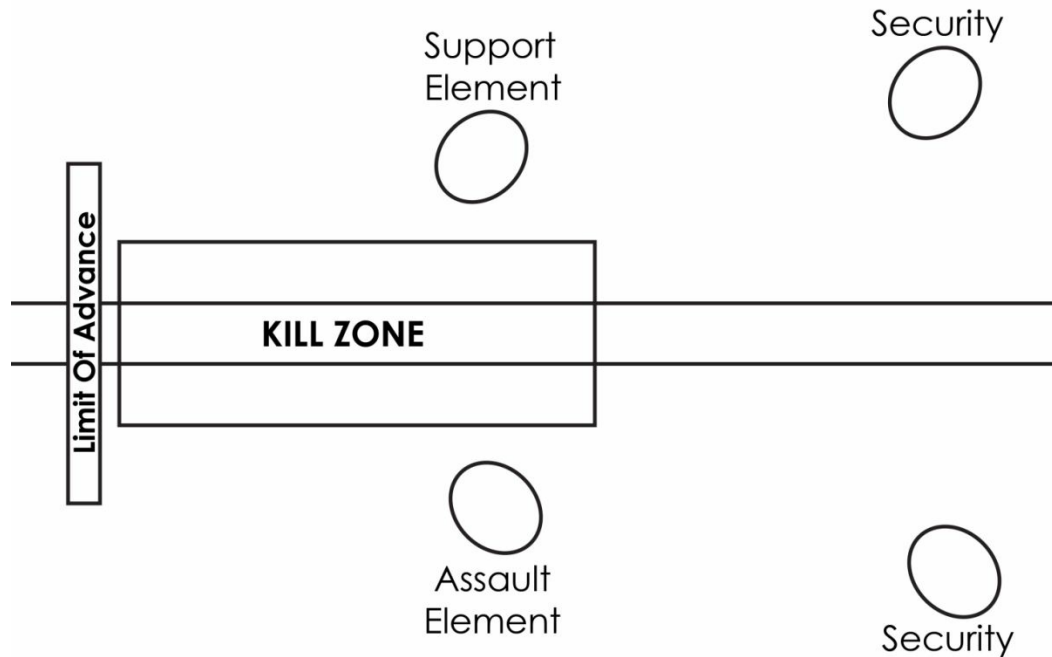 Security
Support
Element
Limit Of Advance
KILL ZONE
Assault
Element
Security